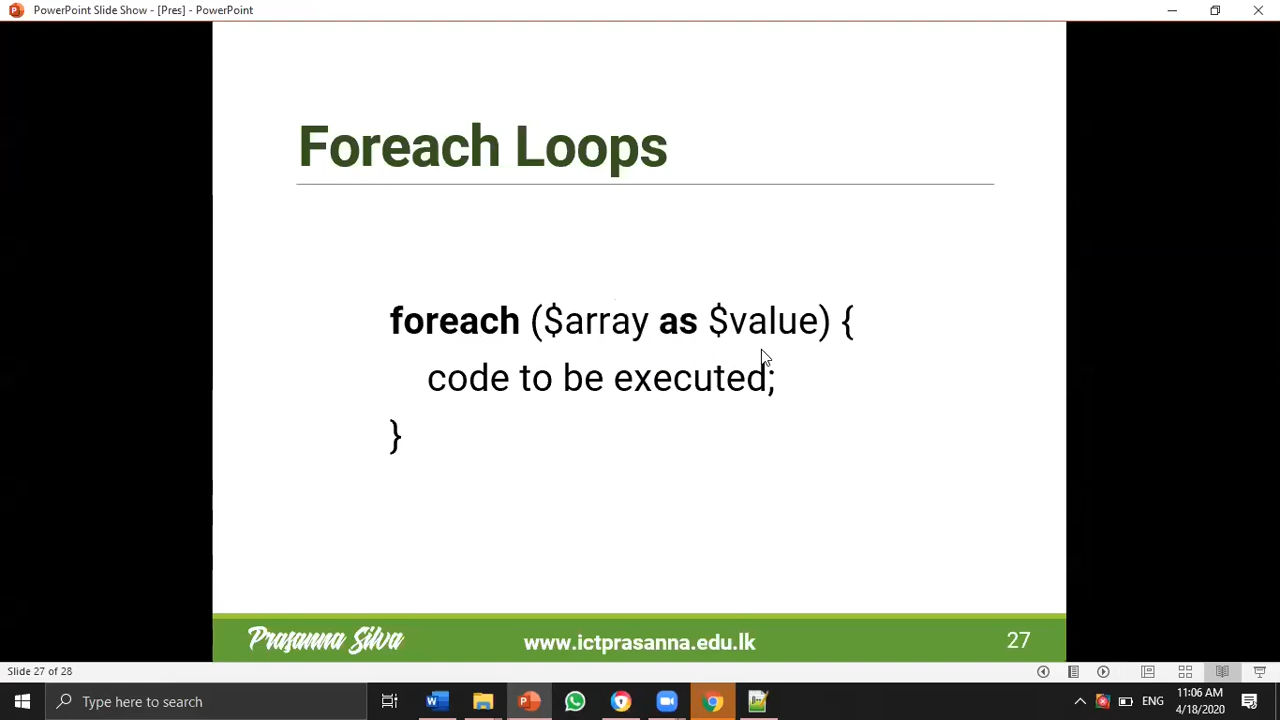 PowerPoint Slide Show - [Pres] - PowerPoint
Foreach Loops
foreach ($array as $value) {
code to be executed;
}
Prasanna Silva
www.ictprasanna.edu.lk
27
Slide 27 of 28
Type here to search
ENG
11:06 AM
4/18/2020